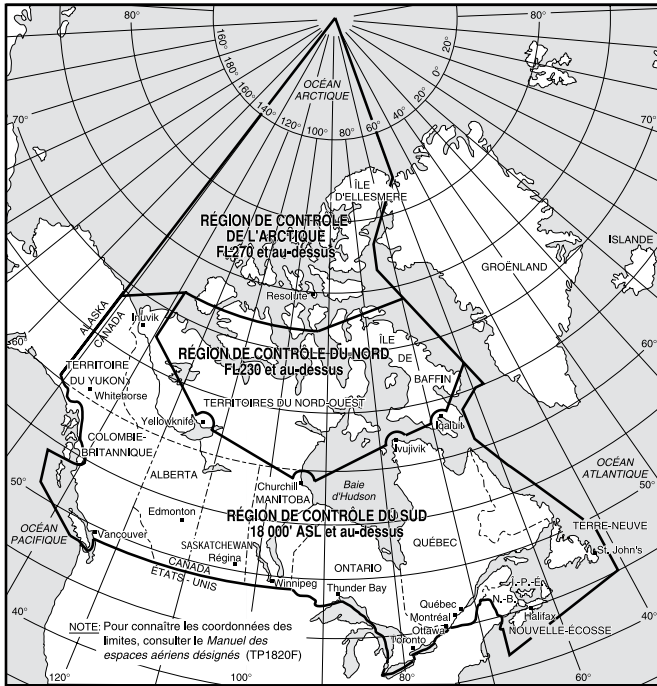 160°
80°
160°
160°
160°
140°
140°
120°
100°
80°
60°
40°
20°
0°
20°
OCÉAN
ARCTIQUE
70°
70°
ÎLE
D'ELLESMERE
RÉGION DE CONTRÔLE
DE L'ARCTIQUE
FL270 et au-dessus
ISLANDE
GROËNLAND
Resolute
ALASKA
CANADA
Inuvik
60°
60°
ÎLE
DE
BAFFIN
RÉGION DE CONTRÔLE DU NORD
FL230 et au-dessus
TERRITOIRE
DU YUKON
Whitehorse
TERRITOIRES DU NORD-OUEST
Yellowknife
Iqaluit
Ivujivik
COLOMBIE-
BRITANNIQUE
ALBERTA
Churchill
MANITOBA
Baie
d'Hudson
OCÉAN
ATLANTIQUE
50°
50°
Edmonton
RÉGION DE CONTRÔLE DU SUD
18 000' ASL et au-dessus
OCÉAN
PACIFIQUE
Vancouver
SASKATCHEWAN
Régina
QUÉBEC
TERRE-NEUVE
St. John's
CANADA
ÉTATS-UNIS
Winnipeg
ONTARIO
Thunder Bay
Î.-P.-É.
N.-B.
Québec
Montréal
Ottawa
Toronto
Halifax
NOUVELLE-ÉCOSSE
40°
40°
NOTE: Pour connaître les coordonnées des
limites, consulter le Manuel des
espaces aériens désignés (TP1820F)
120°
100°
80°
60°